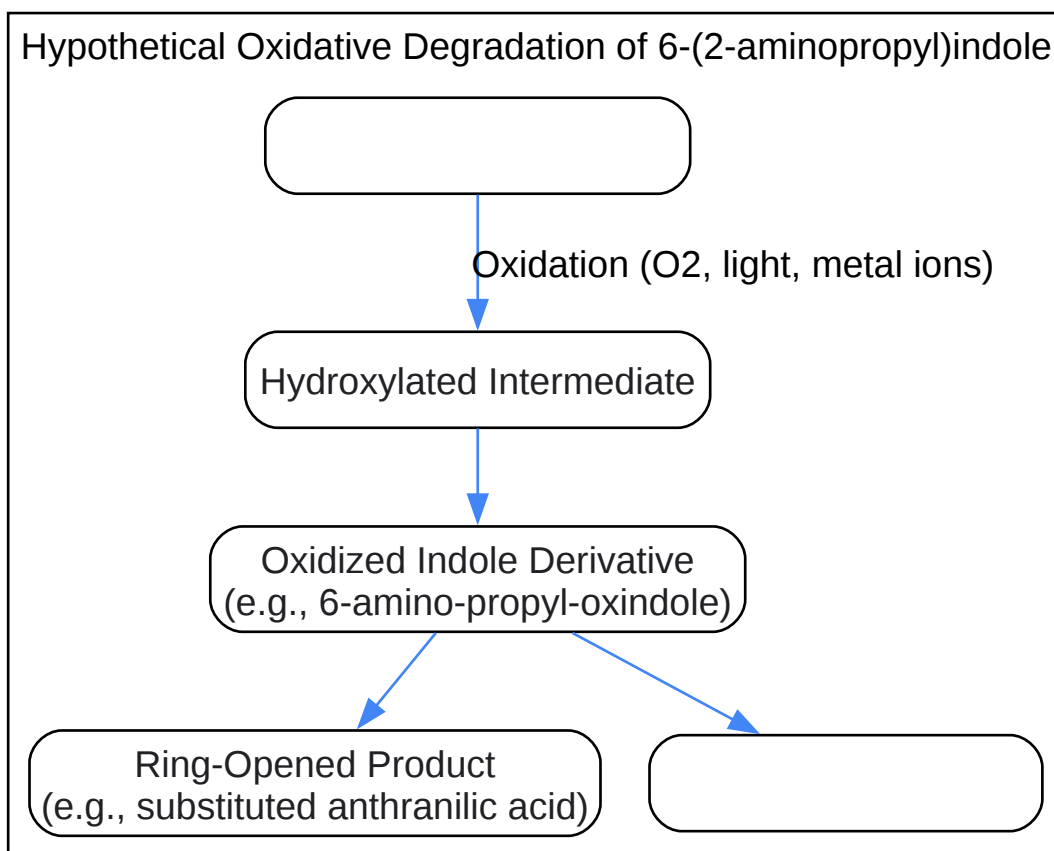 Hypothetical Oxidative Degradation of 6-(2-aminopropyl)indole
Oxidation (O2, light, metal ions)
Hydroxylated Intermediate
Oxidized Indole Derivative
(e.g., 6-amino-propyl-oxindole)
Ring-Opened Product
(e.g., substituted anthranilic acid)